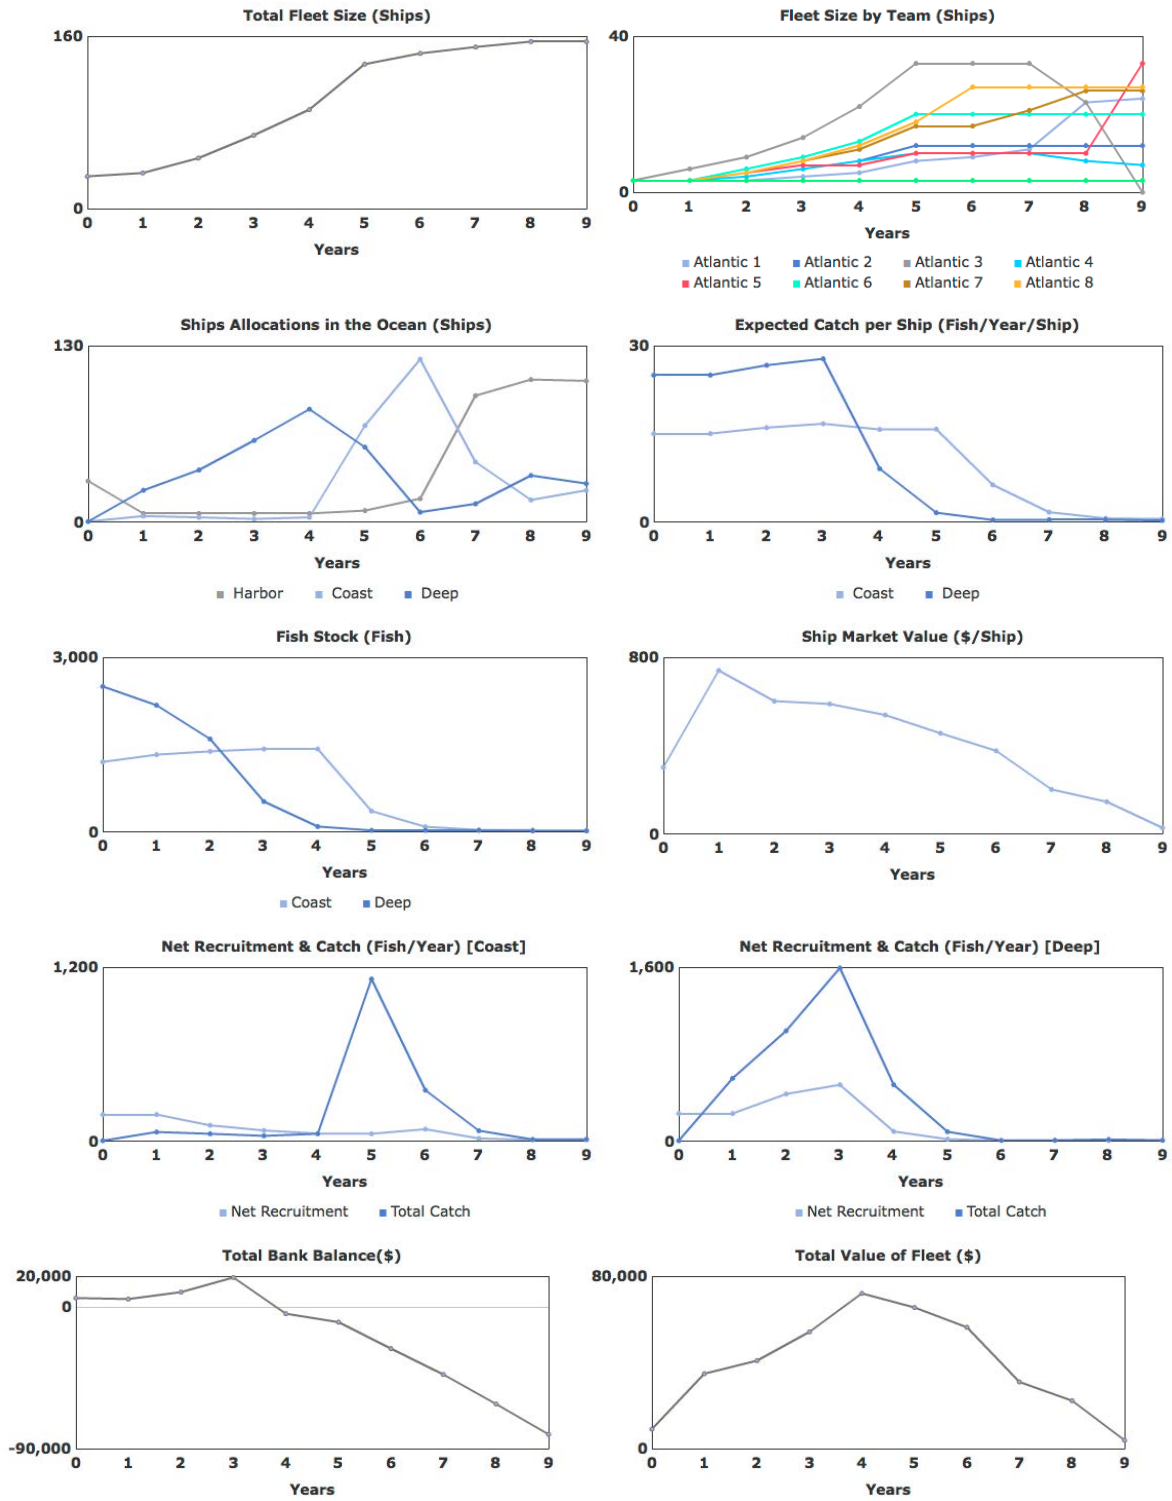 Total Fleet Size (Ships)
160
0
0 1 2 3 4 5 6 7 8 9
Years
Fleet Size by Team (Ships)
40
0
0 1 2 3 4 5 6 7 8 9
Years
Atlantic 1 Atlantic 2 Atlantic 3 Atlantic 4
Atlantic 5 Atlantic 6 Atlantic 7 Atlantic 8
Ships Allocations in the Ocean (Ships)
130
0
0 1 2 3 4 5 6 7 8 9
Years
Harbor Coast Deep
Expected Catch per Ship (Fish/Year/Ship)
30
0
0 1 2 3 4 5 6 7 8 9
Years
Coast Deep
Fish Stock (Fish)
3,000
0
0 1 2 3 4 5 6 7 8 9
Years
Coast Deep
Ship Market Value ($/Ship)
800
0
0 1 2 3 4 5 6 7 8 9
Years
Net Recruitment & Catch (Fish/Year) [Coast]
1,200
0
0 1 2 3 4 5 6 7 8 9
Years
Net Recruitment Total Catch
Net Recruitment & Catch (Fish/Year) [Deep]
1,600
0
0 1 2 3 4 5 6 7 8 9
Years
Net Recruitment Total Catch
Total Bank Balance($)
20,000
0
-90,000
0 1 2 3 4 5 6 7 8 9
Years
Total Value of Fleet ($)
80,000
0
0 1 2 3 4 5 6 7 8 9
Years